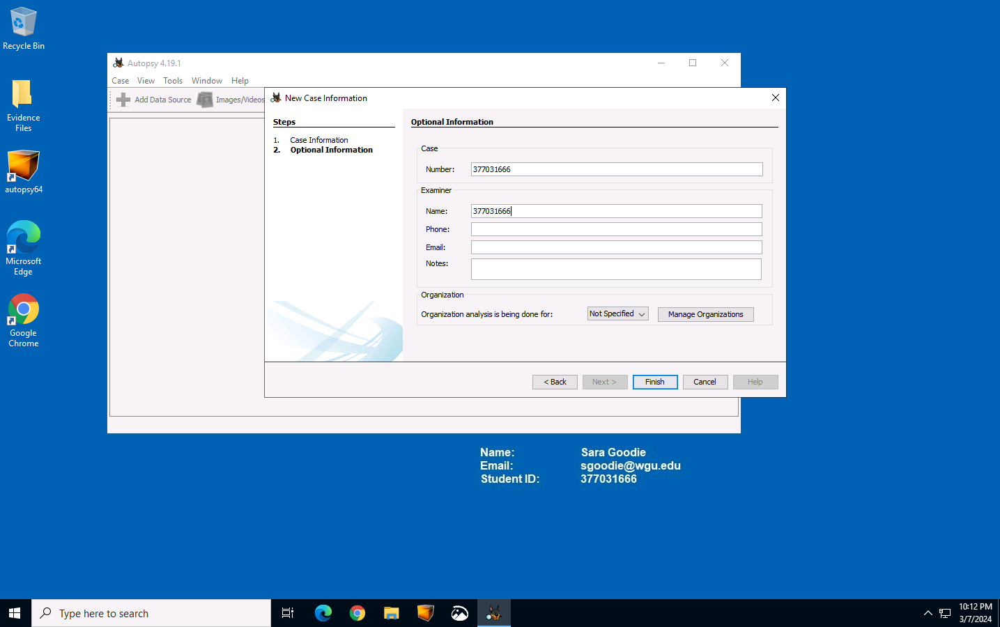 Recycle Bin
Evidence
Files
autopsy64
Microsoft
Edge
Google
Chrome
Autopsy 4.19.1
Case View Tools Window Help
Add Data Source Images/Videos
New Case Information
Steps
1. Case Information
2. Optional Information
Optional Information
Case
Number: 377031666
Examiner
Name: 377031666
Phone:
Email:
Notes:
Organization
Organization analysis is being done for: Not Specified Manage Organizations
< Back Next > Finish Cancel Help
Name: Sara Goodie
Email: sgoodie@wgu.edu
Student ID: 377031666
Type here to search
10:12 PM
3/7/2024